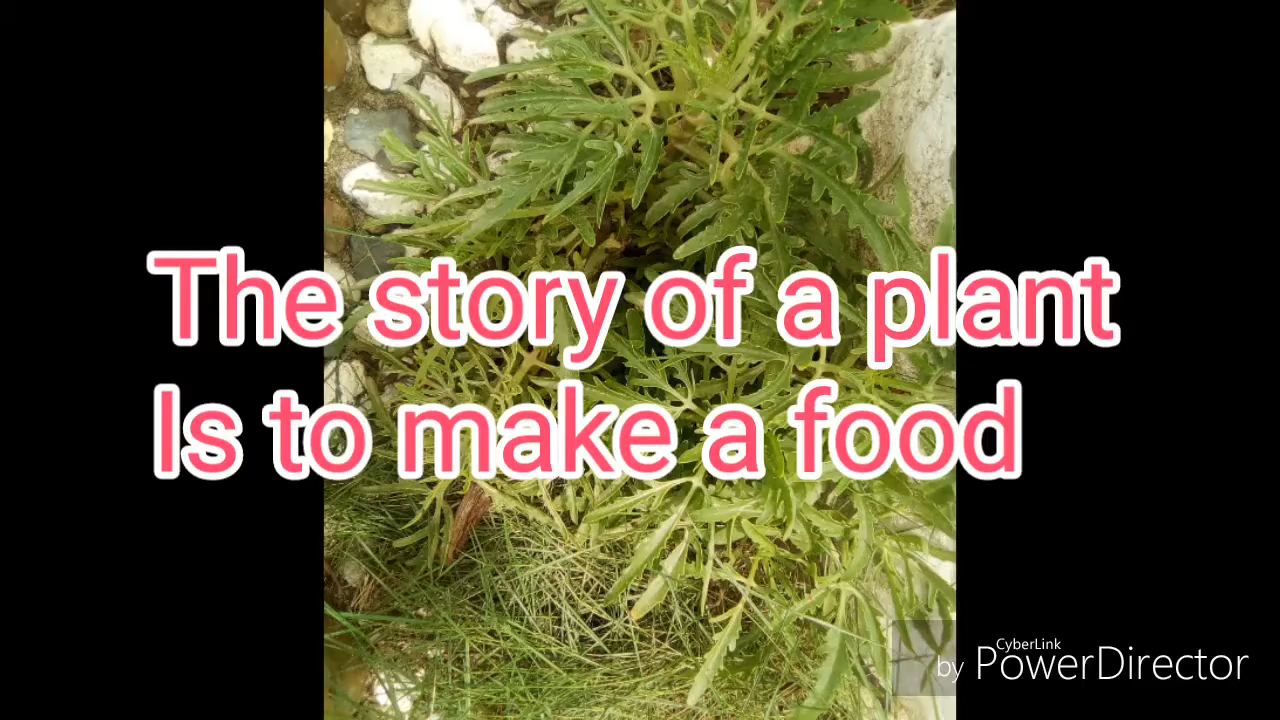 The story of a plant
Is to make a food
CyberLink
by PowerDirector